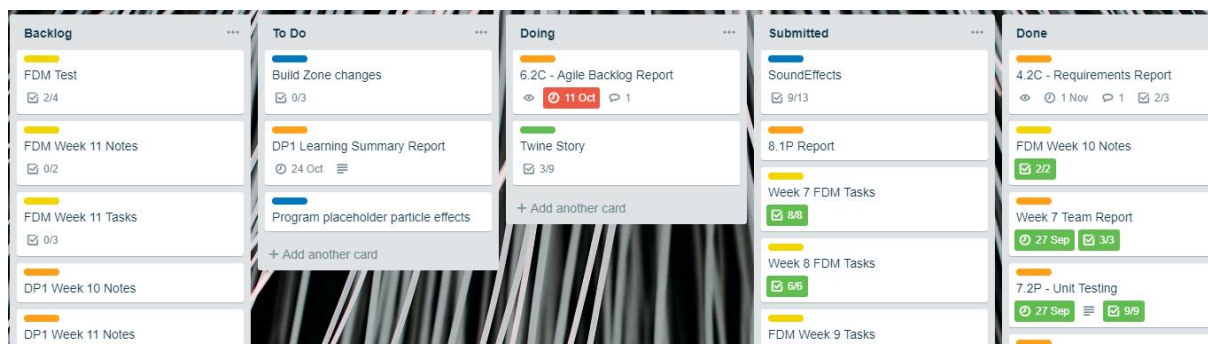 Backlog
FDM Test
2/4
FDM Week 11 Notes
0/2
FDM Week 11 Tasks
0/3
DP1 Week 10 Notes
DP1 Week 11 Notes
To Do
Build Zone changes
0/3
DP1 Learning Summary Report
24 Oct
Program placeholder particle effects
+ Add another card
Doing
6.2C - Agile Backlog Report
11 Oct 1
Twine Story
3/9
+ Add another card
Submitted
SoundEffects
9/13
8.1P Report
Week 7 FDM Tasks
8/8
Week 8 FDM Tasks
6/6
FDM Week 9 Tasks
Done
4.2C - Requirements Report
1 Nov 1 2/3
FDM Week 10 Notes
2/2
Week 7 Team Report
27 Sep 3/3
7.2P - Unit Testing
27 Sep 9/9